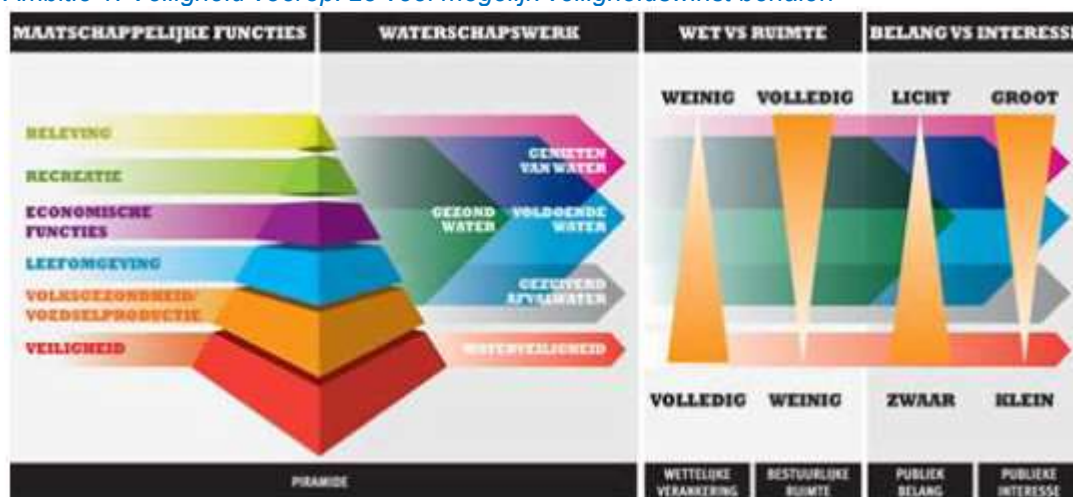 MAATSCHAPPELIJKE FUNCTIES
WATERSCHAPSWERK
WET VS RUIMTE
BELANG VS INTERESSE
WEINIG VOLLEDIG
LICHT GROOT
BELEVING
RECREATIE
ECONOMISCHE
FUNCTIES
LEEFOMGEVING
VOLKSGEZONDHEID/
VOEDSELPRODUCTIE
VEILIGHEID
GENIETEN
VAN WATER
GEZOND
WATER
VOLDOENDE
WATER
GEZUIVERD
AFVALWATER
WATERVEILIGHEID
VOLLEDIG WEINIG
ZWAAR KLEIN
PIRAMIDE
WETTELIJKE
VERANKERING
BESTUURLIJKE
RUIMTE
PUBLIEK
BELANG
PUBLIEKE
INTERESSE